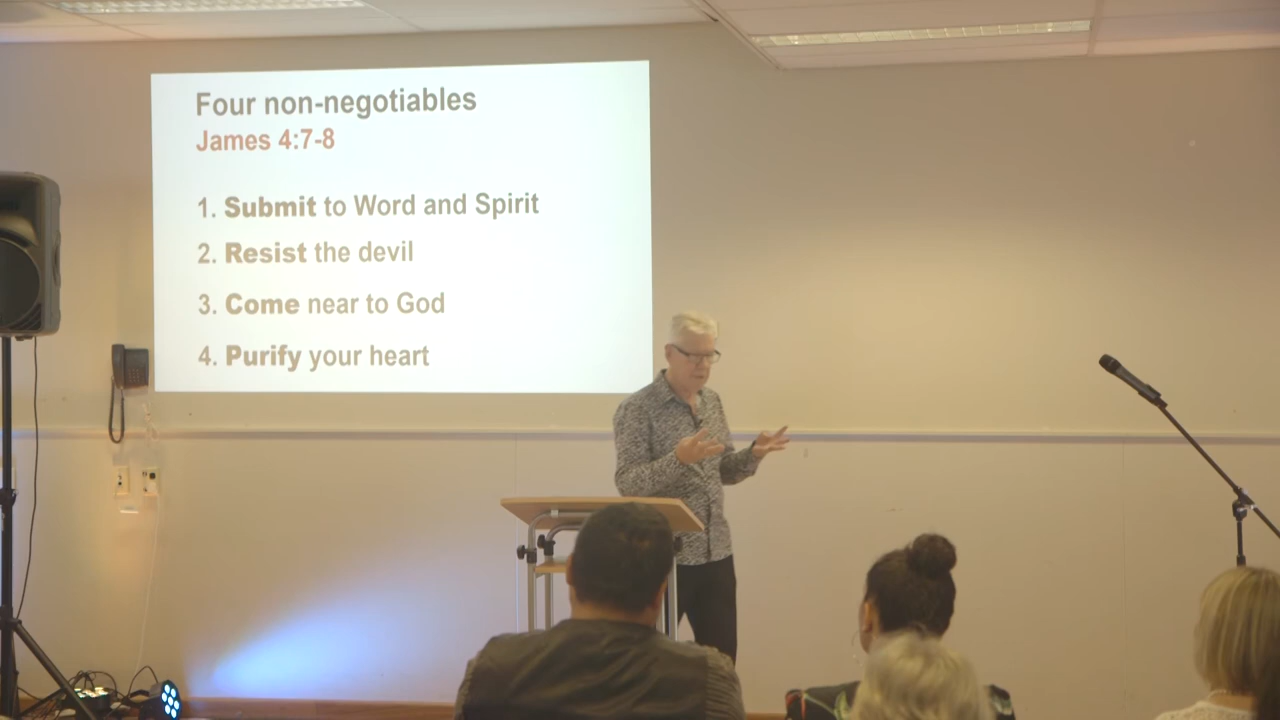 Four non-negotiables
James 4:7-8
1. Submit to Word and Spirit
2. Resist the devil
3. Come near to God
4. Purify your heart